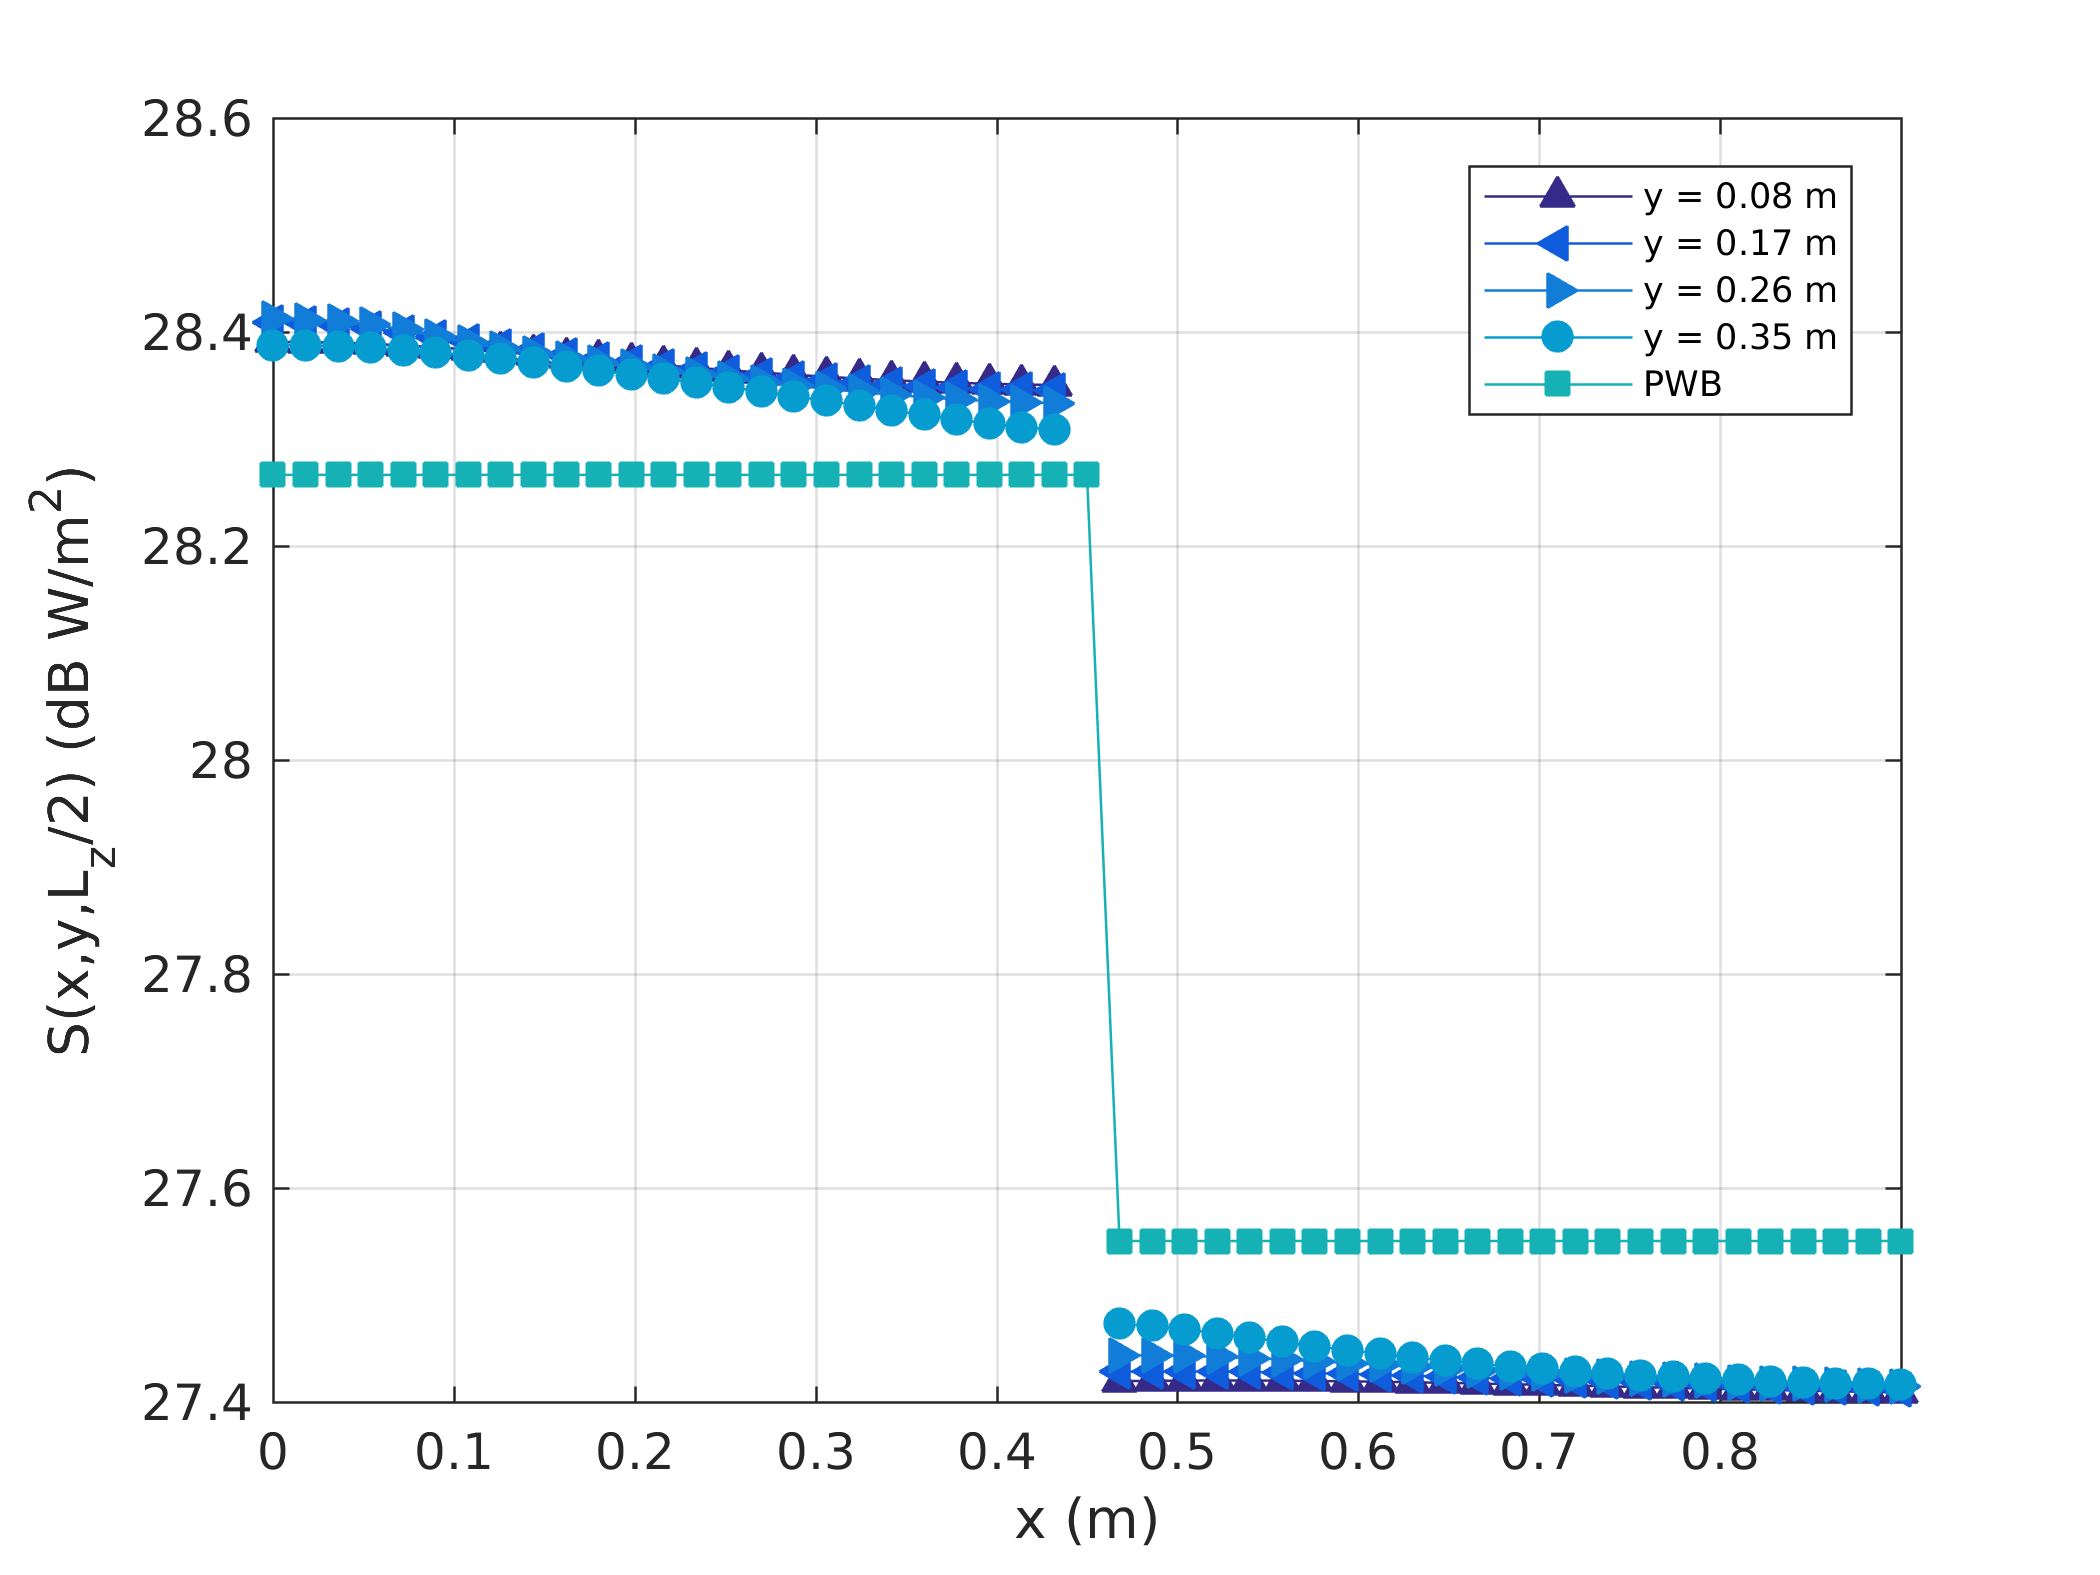 28.6
28.4
28.2
28
27.8
27.6
27.4
0 0.1 0.2 0.3 0.4 0.5 0.6 0.7 0.8
x (m)
S(x,y,L_z/2) (dB W/m^2)
y = 0.08 m
y = 0.17 m
y = 0.26 m
y = 0.35 m
PWB